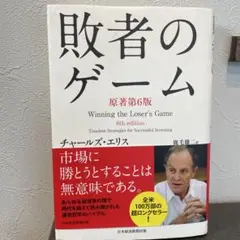 敗者の
ゲーム
原著第6版
Winning the Loser's Game
6th edition
Timeless Strategies for Successful Investing
チャールズ・エリス
市場に
勝とうとすることは
無意味である。
全米
100万部の
超ロングセラー!
日本経済新聞出版社